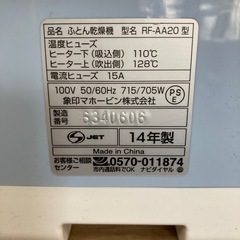 品名 ふとん乾燥機 型名 RF-AA20 型
温度ヒューズ
ヒーター下(吸込側) 110℃
ヒーター上(吹出側) 128℃
電流ヒューズ 15A
100V 50/60Hz 715/705W
象印マホービン株式会社
PSE
製造番号 6340606
S JET 14年製
Made in China
お客様ご相談センター 0570-011874
市内通話料でOK ナビダイヤル